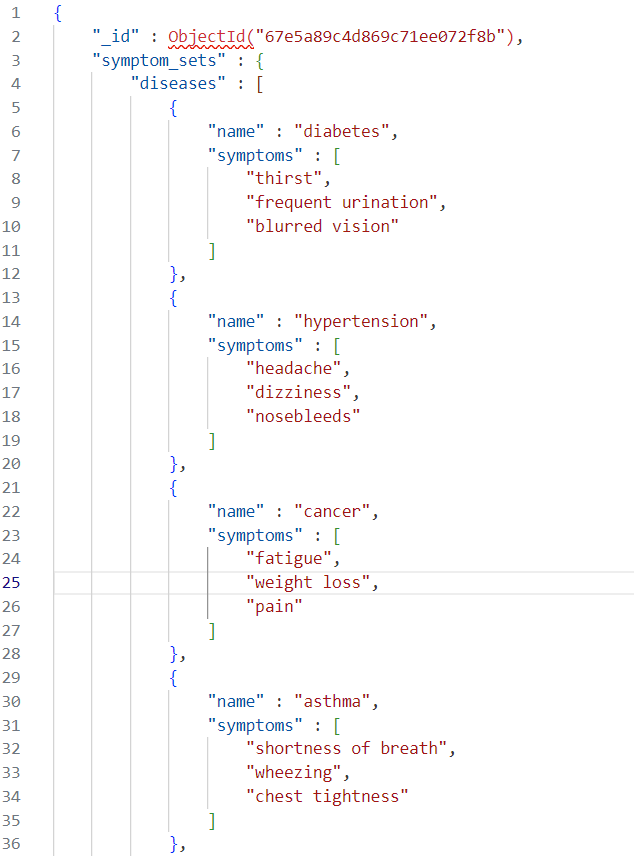 1 {
2 "_id" : ObjectId("67e5a89c4d869c71ee072f8b"),
3 "symptom_sets" : {
4 "diseases" : [
5 {
6 "name" : "diabetes",
7 "symptoms" : [
8 "thirst",
9 "frequent urination",
10 "blurred vision"
11 ]
12 },
13 {
14 "name" : "hypertension",
15 "symptoms" : [
16 "headache",
17 "dizziness",
18 "nosebleeds"
19 ]
20 },
21 {
22 "name" : "cancer",
23 "symptoms" : [
24 "fatigue",
25 "weight loss",
26 "pain"
27 ]
28 },
29 {
30 "name" : "asthma",
31 "symptoms" : [
32 "shortness of breath",
33 "wheezing",
34 "chest tightness"
35 ]
36 },